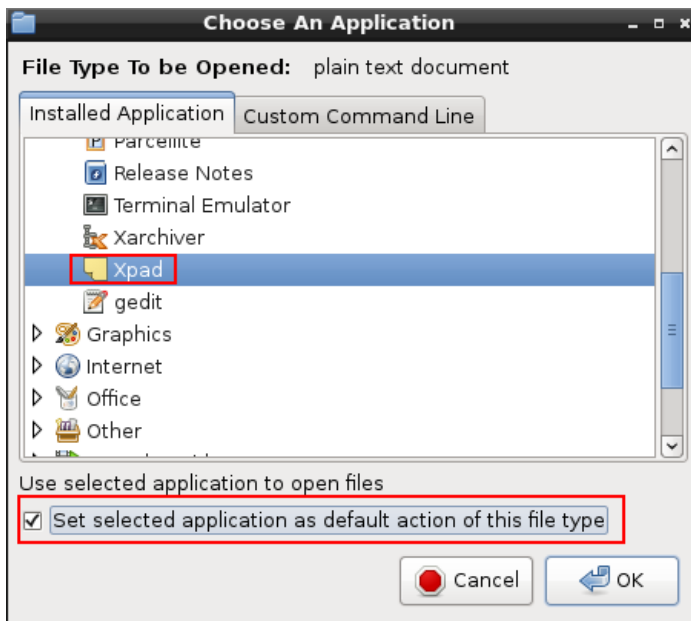 Choose An Application
File Type To be Opened: plain text document
Installed Application Custom Command Line
Parcellite
Release Notes
Terminal Emulator
Xarchiver
Xpad
gedit
Graphics
Internet
Office
Other
Use selected application to open files
Set selected application as default action of this file type
Cancel OK